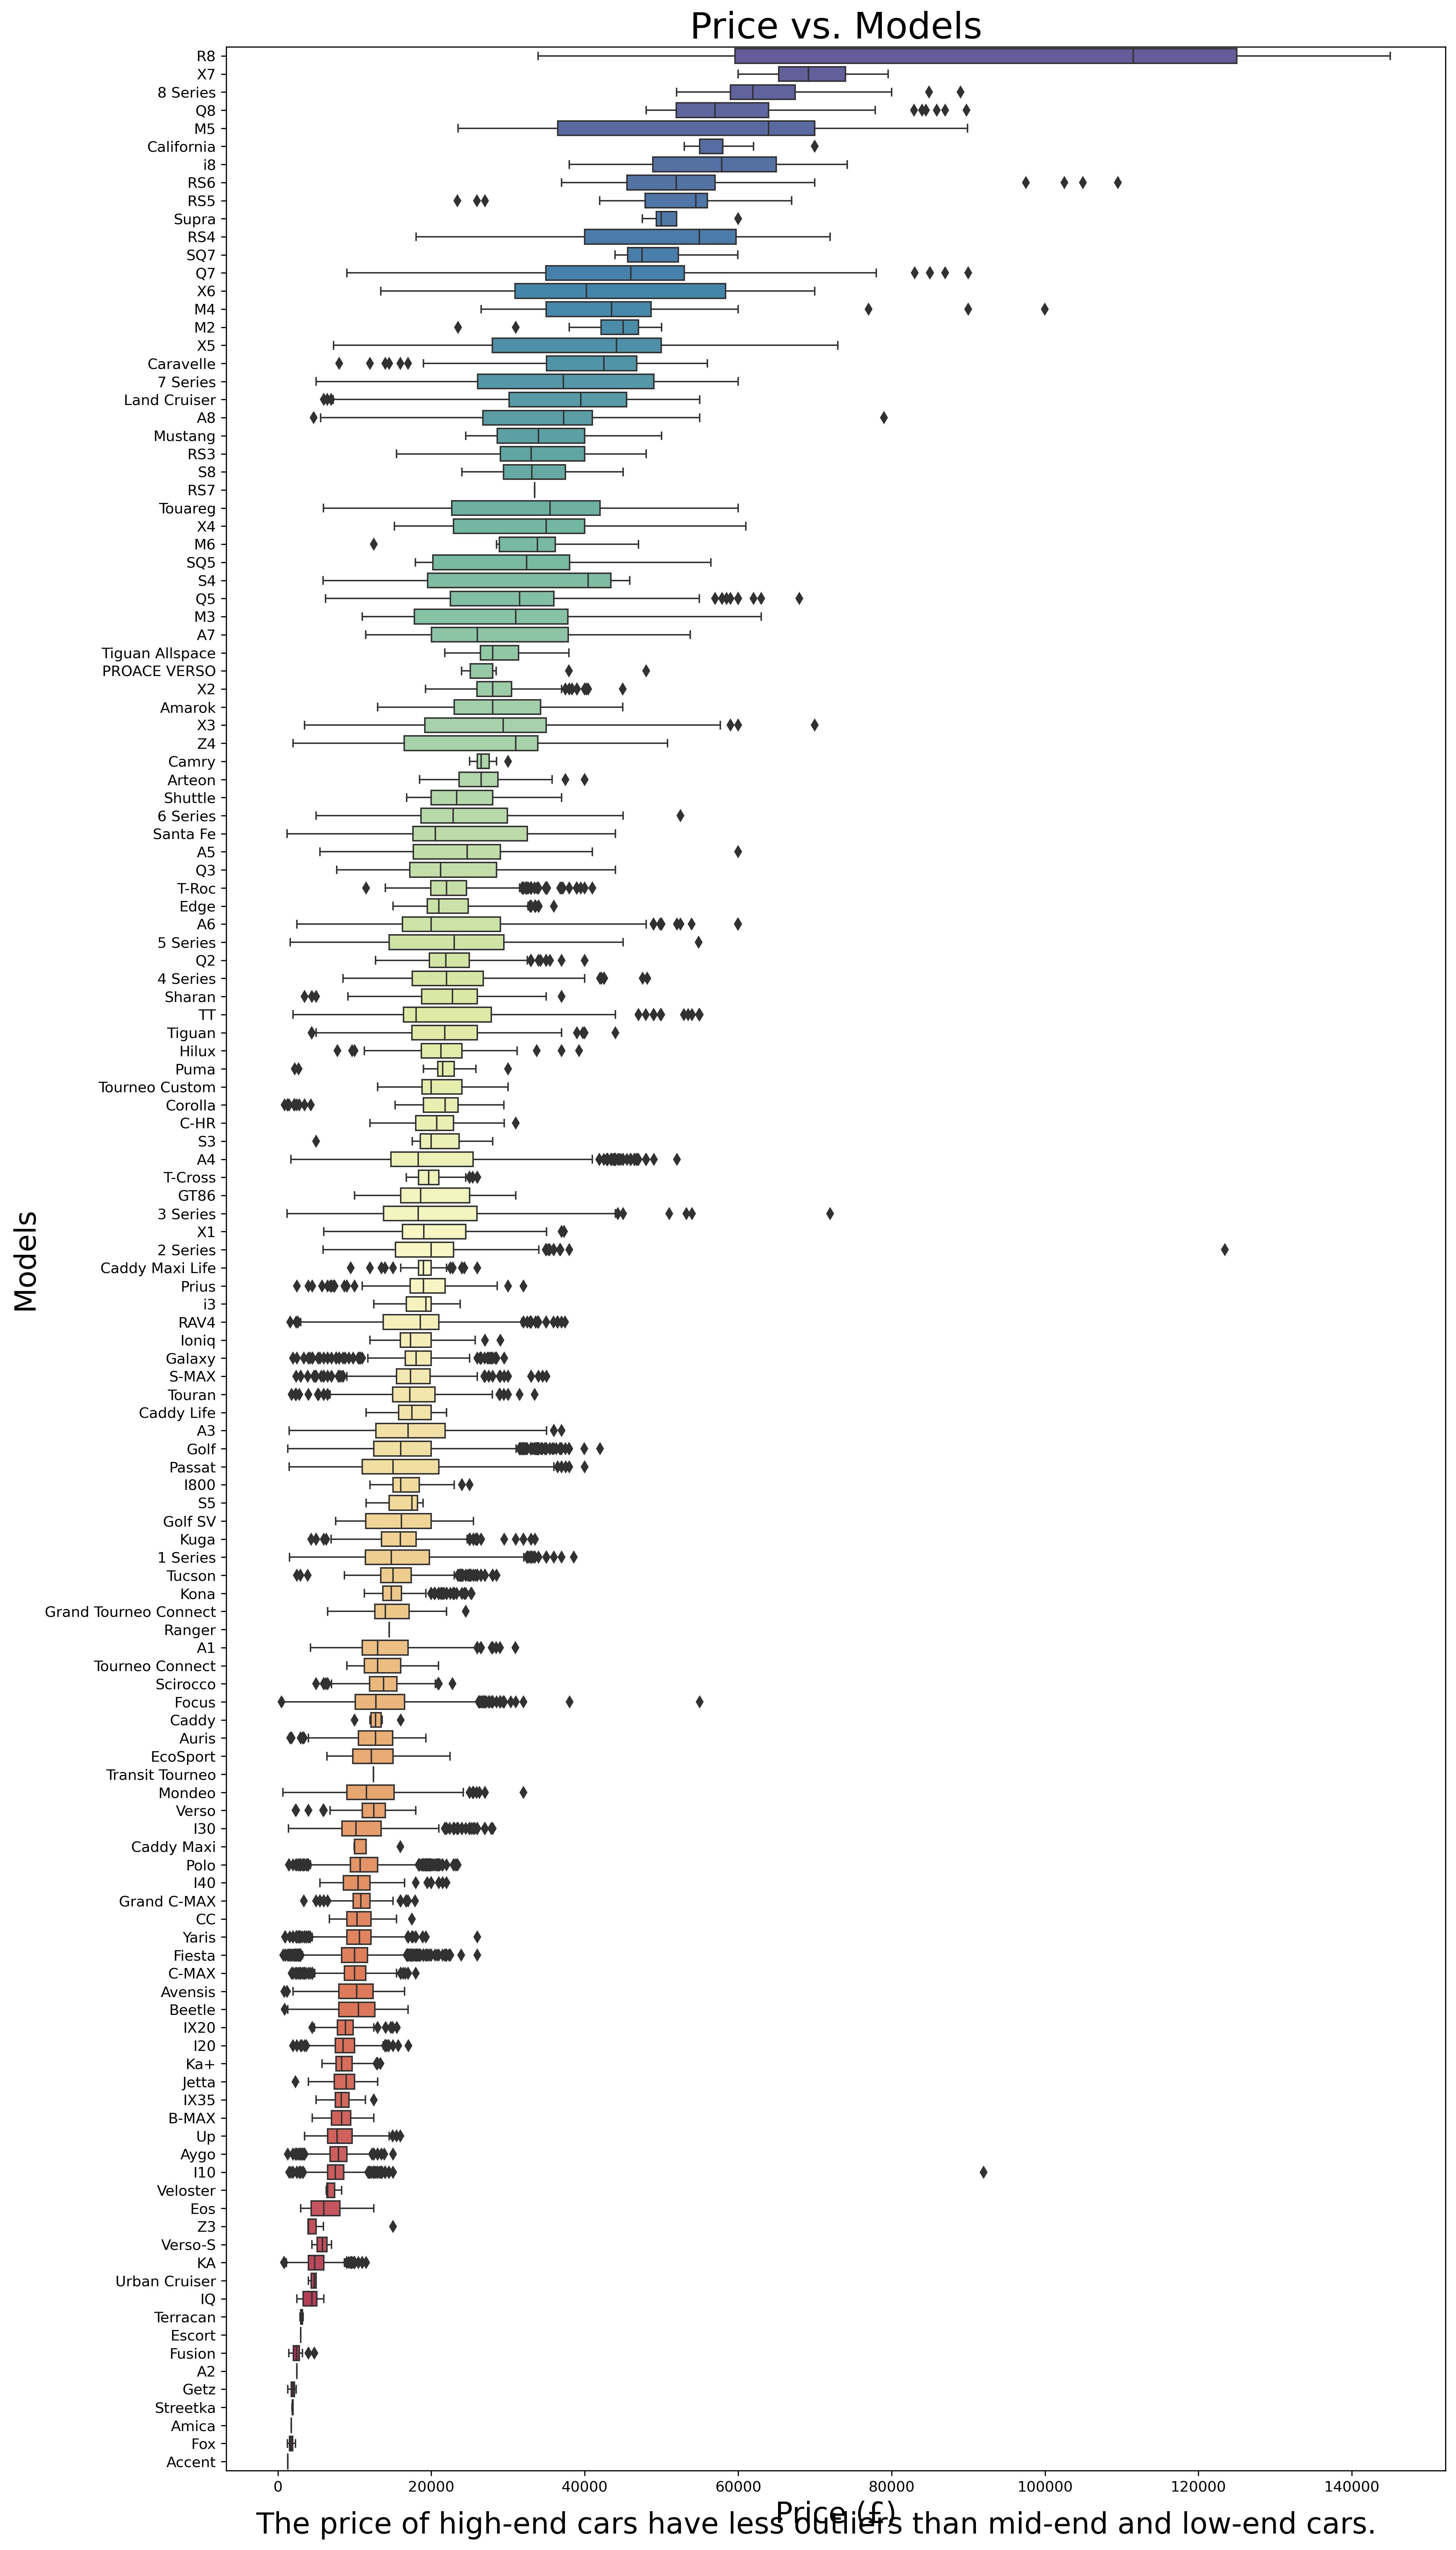 Price vs. Models
R8
X7
8 Series
Q8
M5
California
i8
RS6
RS5
Supra
RS4
SQ7
Q7
X6
M4
M2
X5
Caravelle
7 Series
Land Cruiser
A8
Mustang
RS3
S8
RS7
Touareg
X4
M6
SQ5
S4
Q5
M3
A7
Tiguan Allspace
PROACE VERSO
X2
Amarok
X3
Z4
Camry
Arteon
Shuttle
6 Series
Santa Fe
A5
Q3
T-Roc
Edge
A6
5 Series
Q2
4 Series
Sharan
TT
Tiguan
Hilux
Puma
Tourneo Custom
Corolla
C-HR
S3
A4
T-Cross
GT86
3 Series
X1
2 Series
Caddy Maxi Life
Prius
i3
RAV4
Ioniq
Galaxy
S-MAX
Touran
Caddy Life
A3
Golf
Passat
I800
S5
Golf SV
Kuga
1 Series
Tucson
Kona
Grand Tourneo Connect
Ranger
A1
Tourneo Connect
Scirocco
Focus
Caddy
Auris
EcoSport
Transit Tourneo
Mondeo
Verso
I30
Caddy Maxi
Polo
I40
Grand C-MAX
CC
Yaris
Fiesta
C-MAX
Avensis
Beetle
IX20
I20
Ka+
Jetta
IX35
B-MAX
Up
Aygo
I10
Veloster
Eos
Z3
Verso-S
KA
Urban Cruiser
IQ
Terracan
Escort
Fusion
A2
Getz
Streetka
Amica
Fox
Accent
Models
0 20000 40000 60000 80000 100000 120000 140000
Price (£)
The price of high-end cars have less outliers than mid-end and low-end cars.